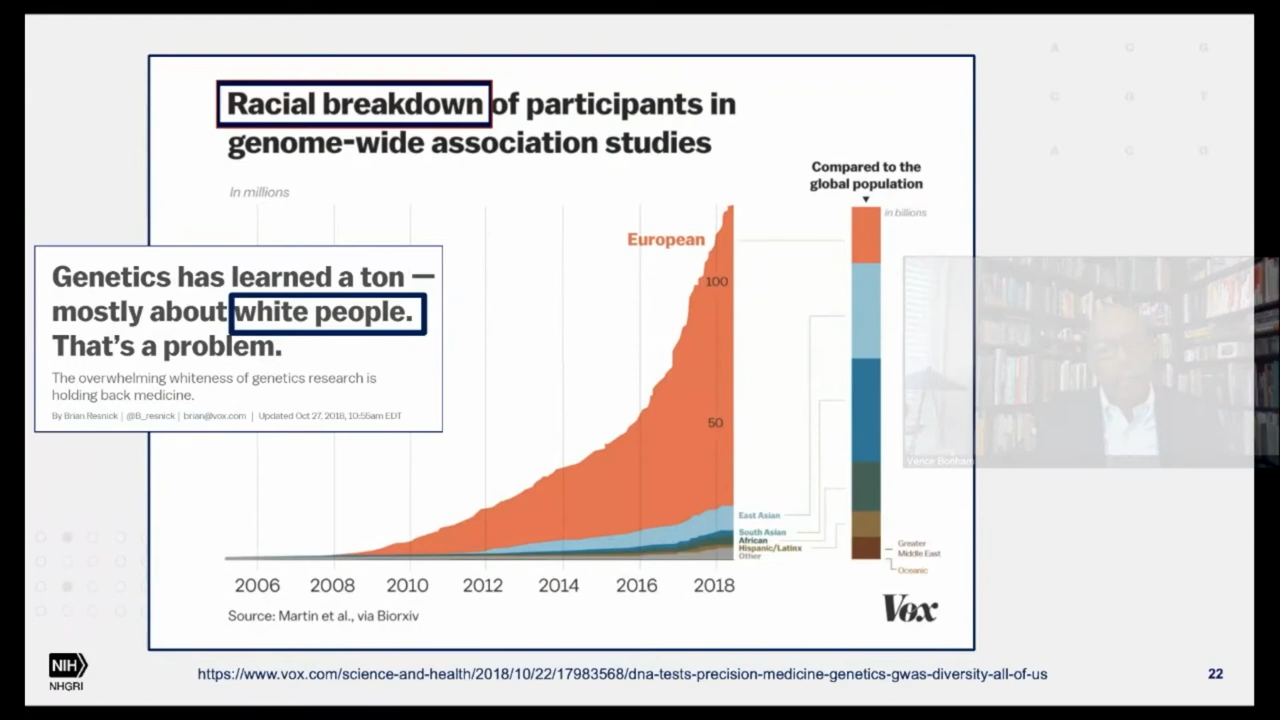 Racial breakdown of participants in
genome-wide association studies
In millions
Compared to the
global population
in billions
European
100
50
East Asian
South Asian
African
Hispanic/Latinx
Other
Greater
Middle East
Oceanic
2006 2008 2010 2012 2014 2016 2018
Source: Martin et al., via Biorxiv
Vox
Genetics has learned a ton —
mostly about white people.
That's a problem.
The overwhelming whiteness of genetics research is
holding back medicine.
By Brian Resnick | @B_resnick | brian@vox.com | Updated Oct 27, 2018, 10:55am EDT
A C G
G
T
A C G
Vence Bonham
NIH
NHGRI
https://www.vox.com/science-and-health/2018/10/22/17983568/dna-tests-precision-medicine-genetics-gwas-diversity-all-of-us
22